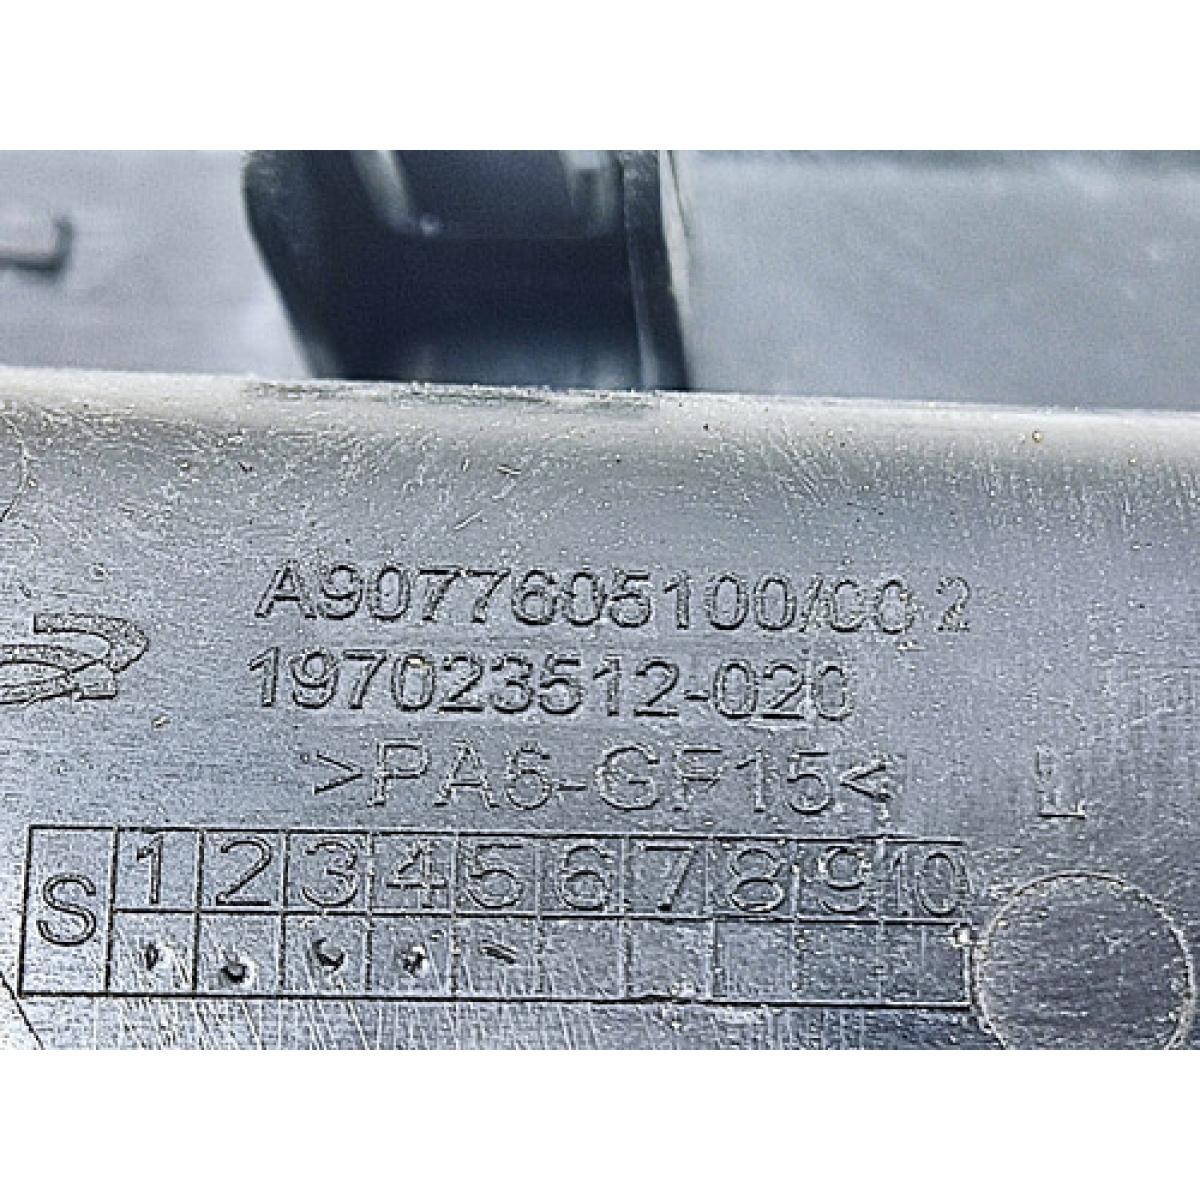 A9077605100/002
197023512-020
>PA6-GF15<
S 1 2 3 4 5 6 7 8 9 10